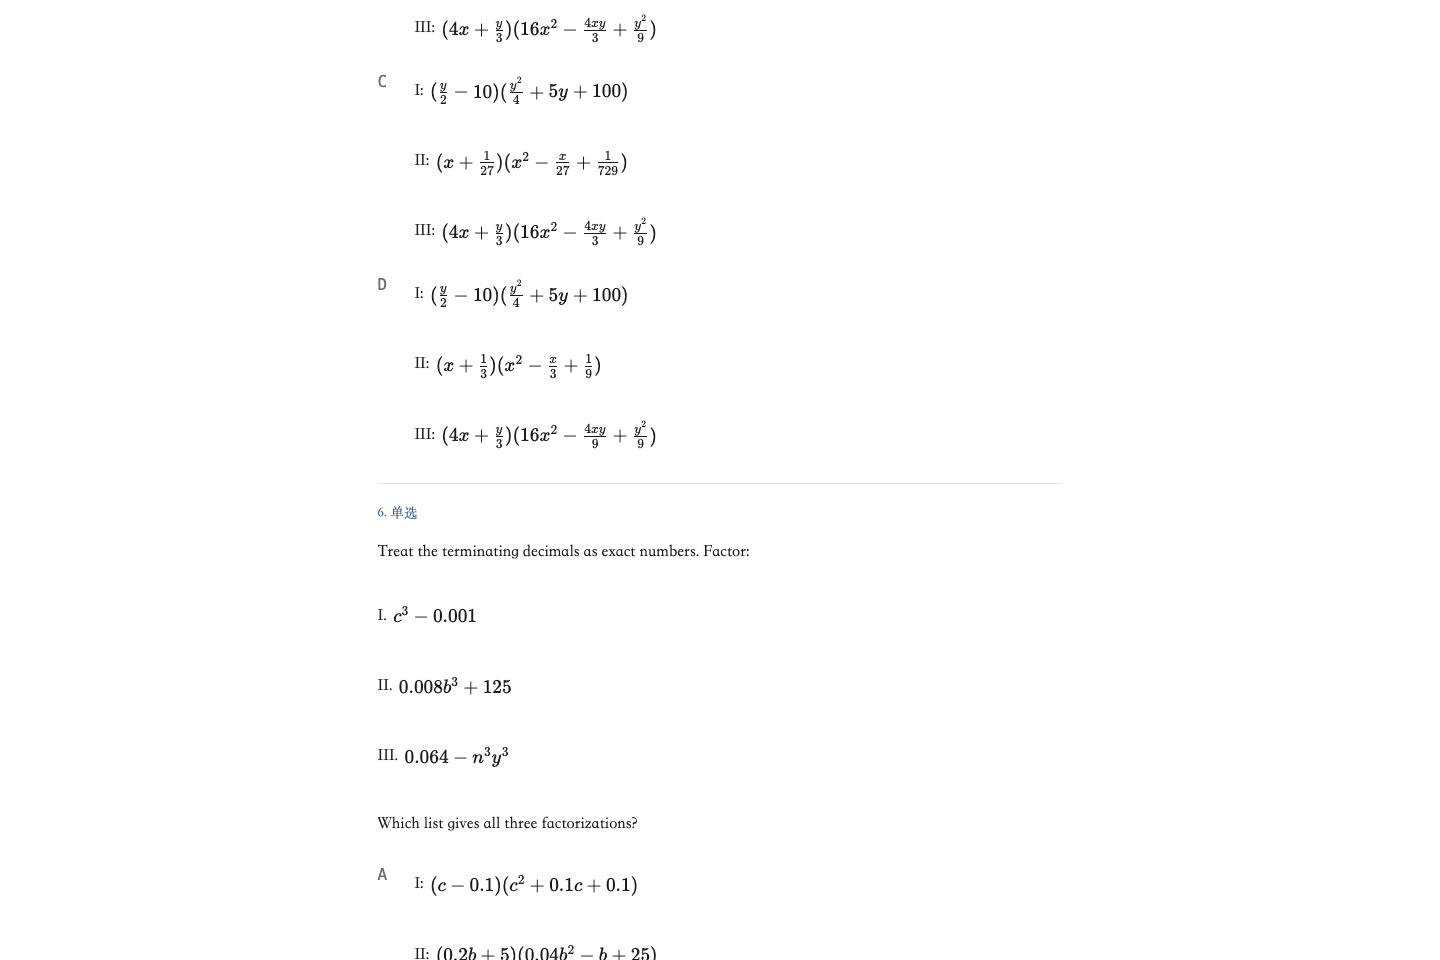 III: (4x + y/3)(16x² − 4xy/3 + y²/9)
C
I: (y/2 − 10)(y²/4 + 5y + 100)
II: (x + 1/27)(x² − x/27 + 1/729)
III: (4x + y/3)(16x² − 4xy/3 + y²/9)
D
I: (y/2 − 10)(y²/4 + 5y + 100)
II: (x + 1/3)(x² − x/3 + 1/9)
III: (4x + y/3)(16x² − 4xy/9 + y²/9)
6. 单选
Treat the terminating decimals as exact numbers. Factor:
I. c³ − 0.001
II. 0.008b³ + 125
III. 0.064 − n³y³
Which list gives all three factorizations?
A
I: (c − 0.1)(c² + 0.1c + 0.1)
II: (0.2b + 5)(0.04b² − b + 25)